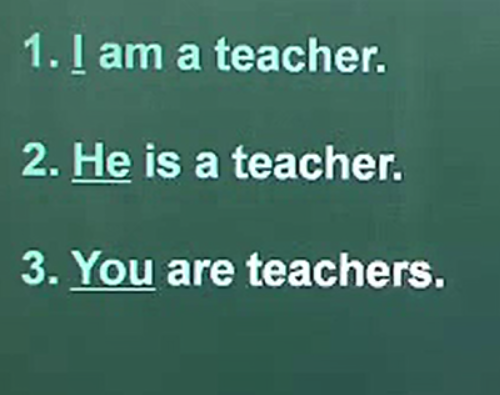 1. I am a teacher.
2. He is a teacher.
3. You are teachers.